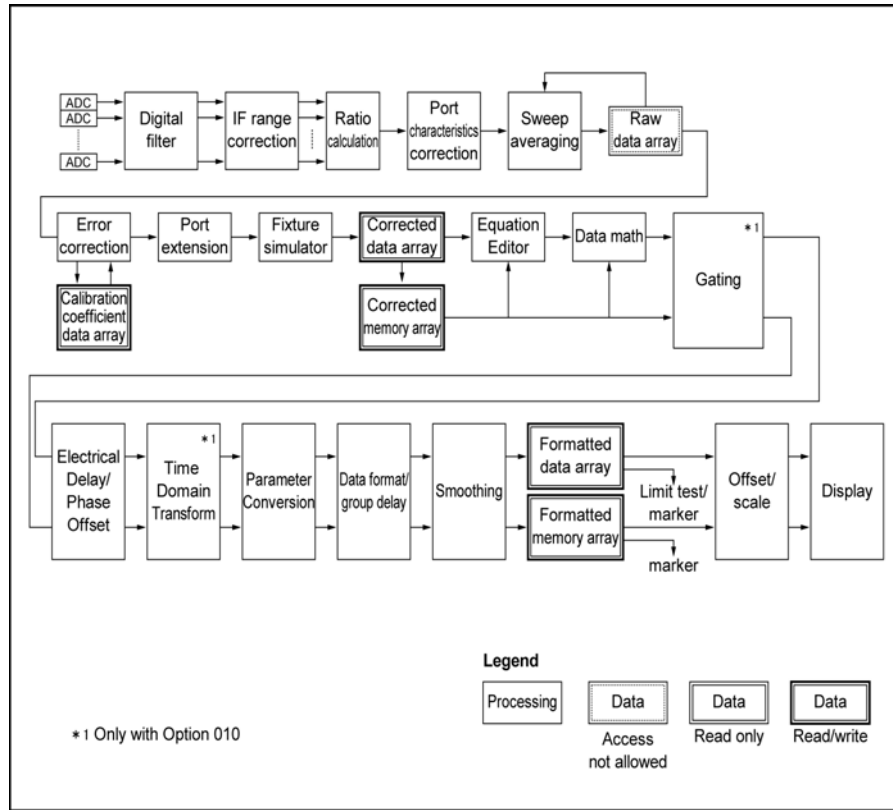 ADC
ADC
ADC
Digital
filter
IF range
correction
Ratio
calculation
Port
characteristics
correction
Sweep
averaging
Raw
data array
Error
correction
Port
extension
Fixture
simulator
Corrected
data array
Equation
Editor
Data math
*1
Gating
Calibration
coefficient
data array
Corrected
memory array
Electrical
Delay/
Phase
Offset
*1
Time
Domain
Transform
Parameter
Conversion
Data format/
group delay
Smoothing
Formatted
data array
Limit test/
marker
Formatted
memory array
marker
Offset/
scale
Display
Legend
Processing
Data
Access
not allowed
Data
Read only
Data
Read/write
*1 Only with Option 010